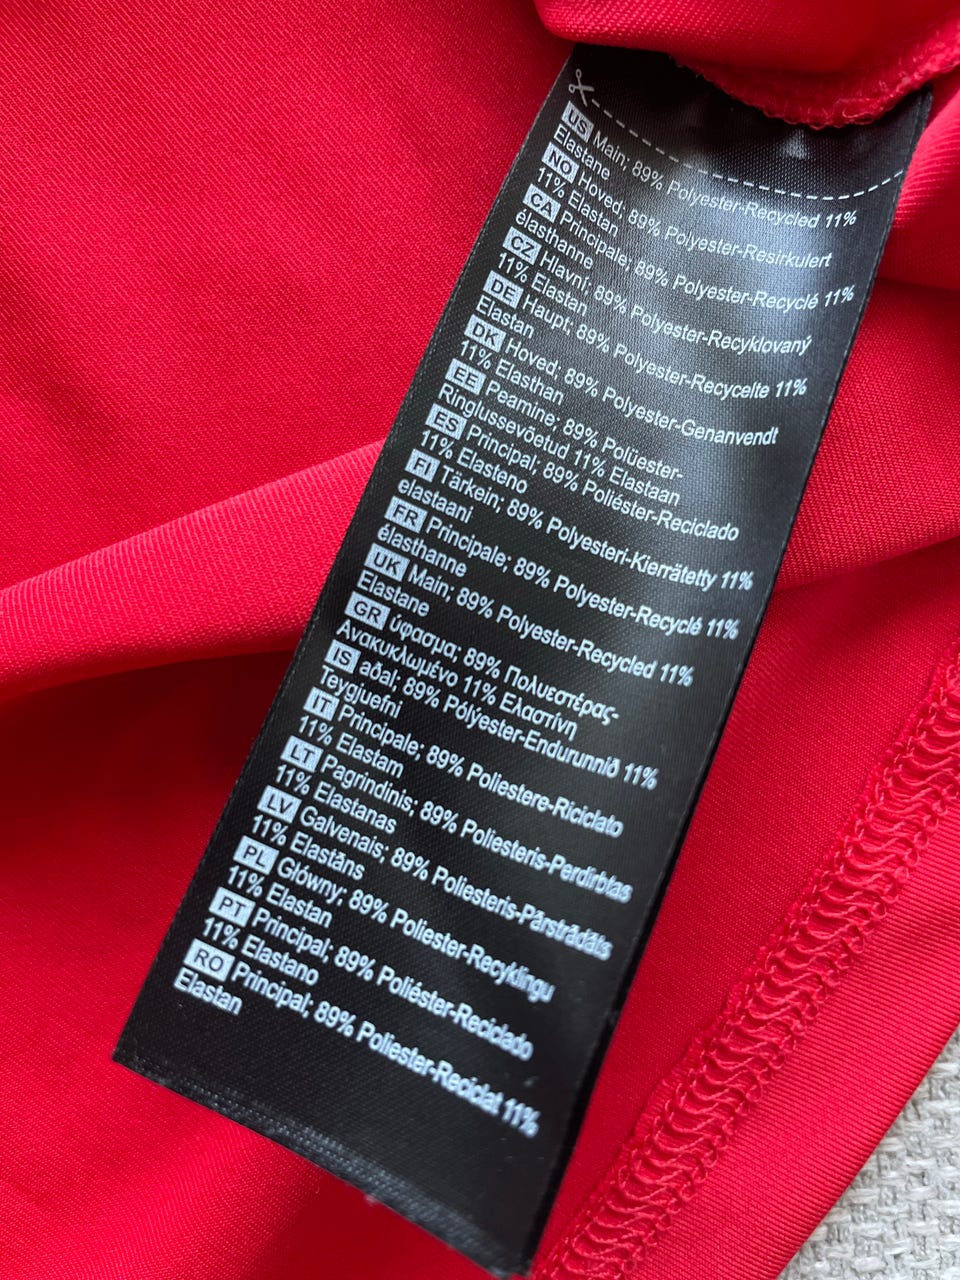 US Main; 89% Polyester-Recycled 11%
Elastane
NO Hoved; 89% Polyester-Resirkulert
11% Elastan
CA Principale; 89% Polyester-Recyclé 11%
élasthanne
CZ Hlavní; 89% Polyester-Recyklovaný
11% Elastan
DE Haupt; 89% Polyester-Recycelte 11%
Elastan
DK Hoved; 89% Polyester-Genanvendt
11% Elasthan
EE Peamine; 89% Polüester-
Ringlussevõetud 11% Elastaan
ES Principal; 89% Poliéster-Reciclado
11% Elasteno
FI Tärkein; 89% Polyesteri-Kierrätetty 11%
elastaani
FR Principale; 89% Polyester-Recyclé 11%
élasthanne
UK Main; 89% Polyester-Recycled 11%
Elastane
GR ύφασμα; 89% Πολυεστέρας-
Ανακυκλωμένο 11% Ελαστίνη
IS aðal; 89% Pólýester-Endurunnið 11%
Teygjuefni
IT Principale; 89% Poliestere-Riciclato
11% Elastam
LT Pagrindinis; 89% Poliesteris-Perdirbtas
11% Elastanas
LV Galvenais; 89% Poliesteris-Pārstrādāts
11% Elastāns
PL Główny; 89% Poliester-Recyklingu
11% Elastan
PT Principal; 89% Poliéster-Reciclado
11% Elastano
RO Principal; 89% Poliester-Reciclat 11%
Elastan